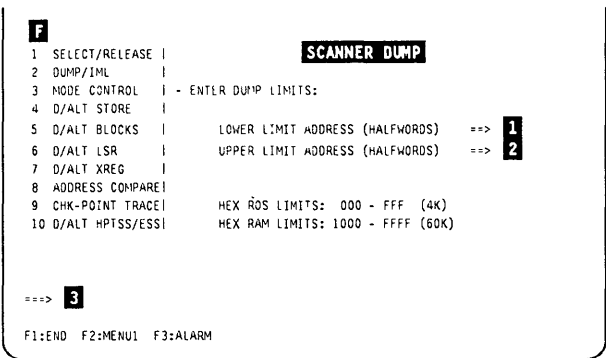 F
1 SELECT/RELEASE | SCANNER DUMP
2 DUMP/IML |
3 MODE CONTROL | - ENTER DUMP LIMITS:
4 D/ALT STORE |
5 D/ALT BLOCKS | LOWER LIMIT ADDRESS (HALFWORDS) ==> 1
6 D/ALT LSR | UPPER LIMIT ADDRESS (HALFWORDS) ==> 2
7 D/ALT XREG |
8 ADDRESS COMPARE|
9 CHK-POINT TRACE| HEX ROS LIMITS: 000 - FFF (4K)
10 D/ALT HPTSS/ESS| HEX RAM LIMITS: 1000 - FFFF (60K)
===> 3
F1:END F2:MENU1 F3:ALARM